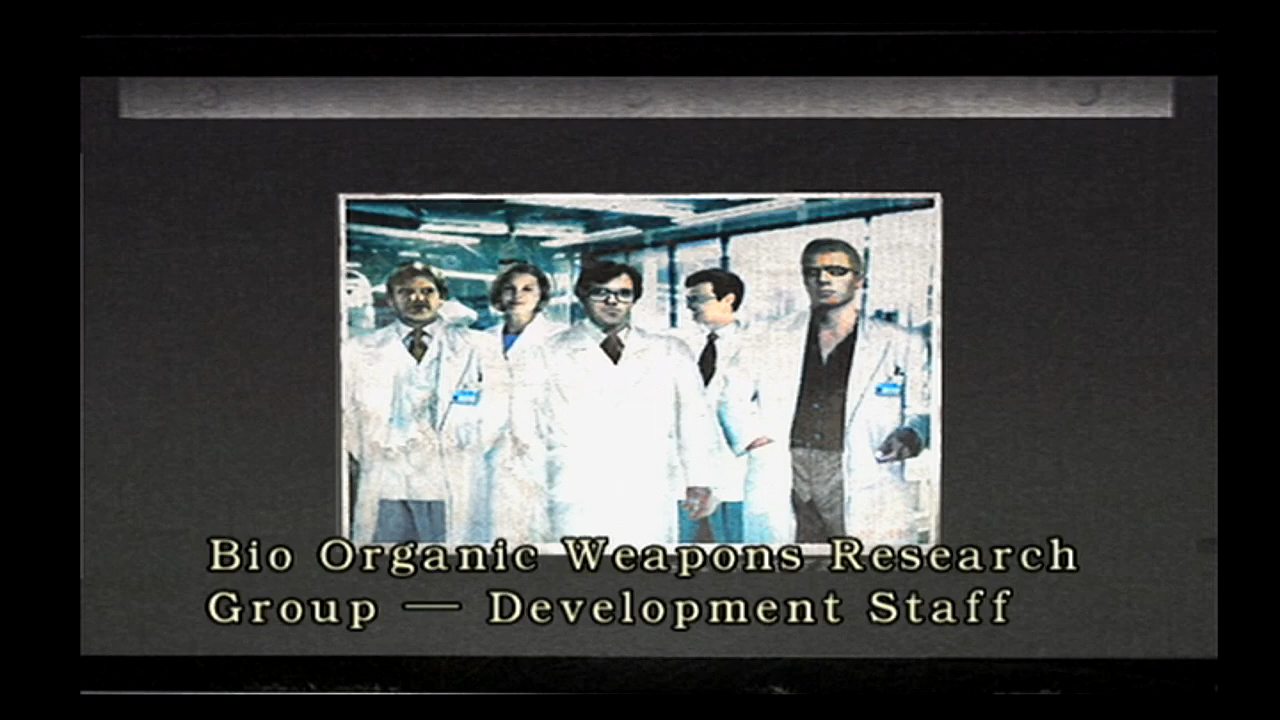 Bio Organic Weapons Research
Group — Development Staff